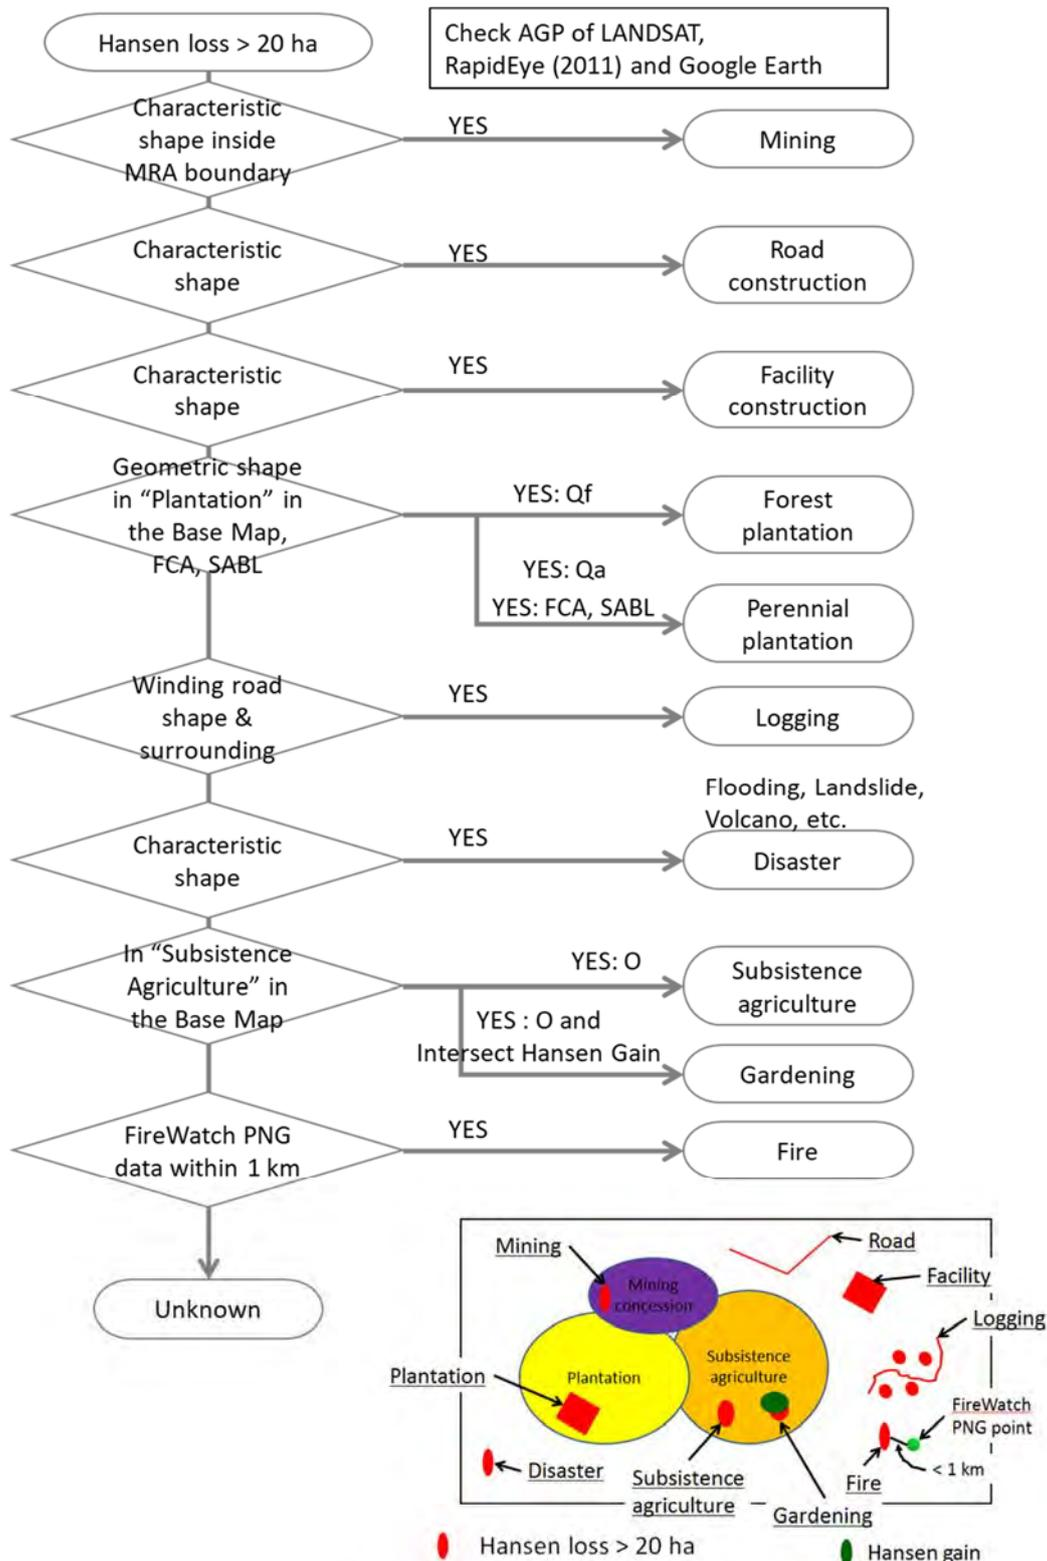 Hansen loss > 20 ha
Check AGP of LANDSAT,
RapidEye (2011) and Google Earth
Characteristic
shape inside
MRA boundary
YES
Mining
Characteristic
shape
YES
Road
construction
Characteristic
shape
YES
Facility
construction
Geometric shape
in “Plantation” in
the Base Map,
FCA, SABL
YES: Qf
Forest
plantation
YES: Qa
YES: FCA, SABL
Perennial
plantation
Winding road
shape &
surrounding
YES
Logging
Flooding, Landslide,
Volcano, etc.
Characteristic
shape
YES
Disaster
In “Subsistence
Agriculture” in
the Base Map
YES: O
Subsistence
agriculture
YES : O and
Intersect Hansen Gain
Gardening
FireWatch PNG
data within 1 km
YES
Fire
Unknown
Mining
Road
Mining
concession
Facility
Logging
Plantation
Plantation
Subsistence
agriculture
FireWatch
PNG point
< 1 km
Disaster
Subsistence
agriculture
Fire
Gardening
Hansen loss > 20 ha
Hansen gain